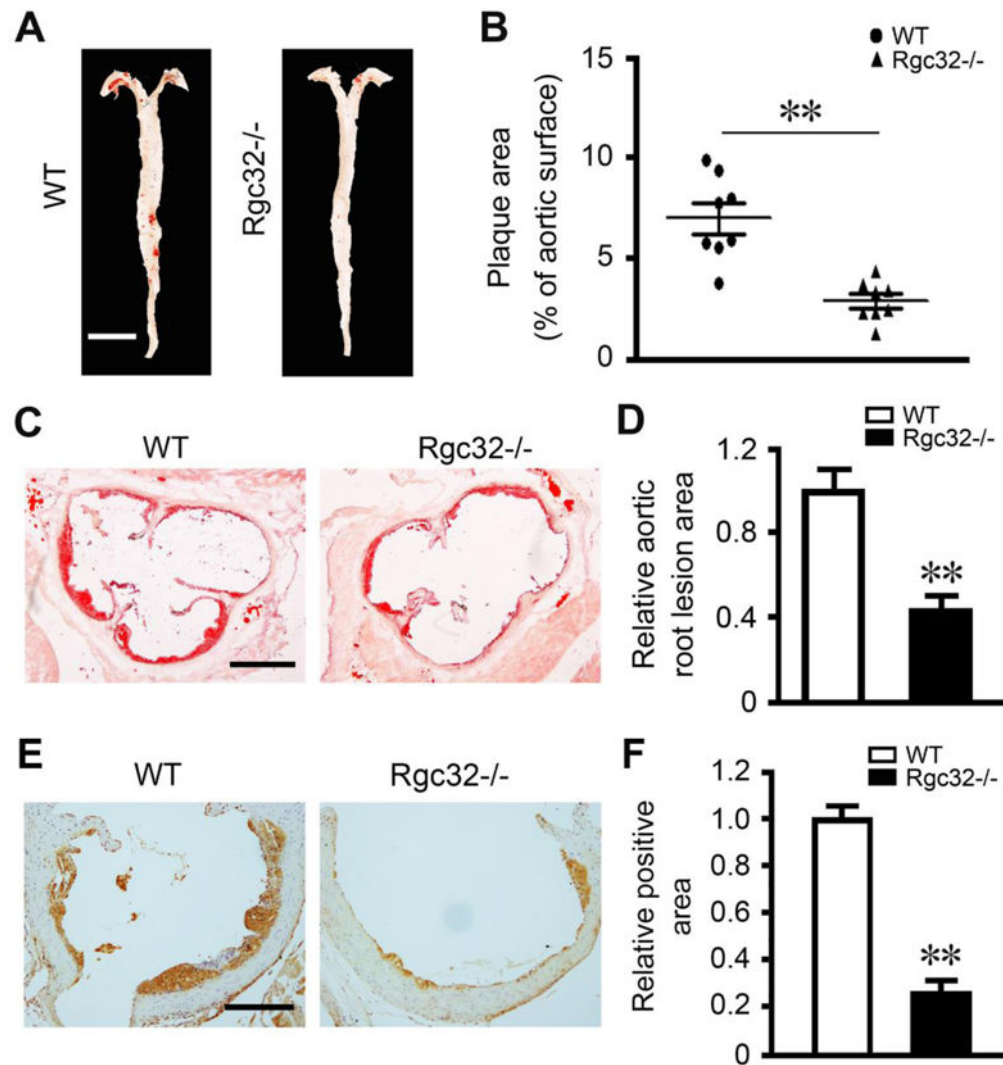 A
WT
Rgc32-/-
B
WT
Rgc32-/-
Plaque area
(% of aortic surface)
15
10
5
0
**
C
WT
Rgc32-/-
D
WT
Rgc32-/-
Relative aortic
root lesion area
1.2
0.8
0.4
0
**
E
WT
Rgc32-/-
F
WT
Rgc32-/-
Relative positive
area
1.2
1.0
0.8
0.6
0.4
0.2
0
**